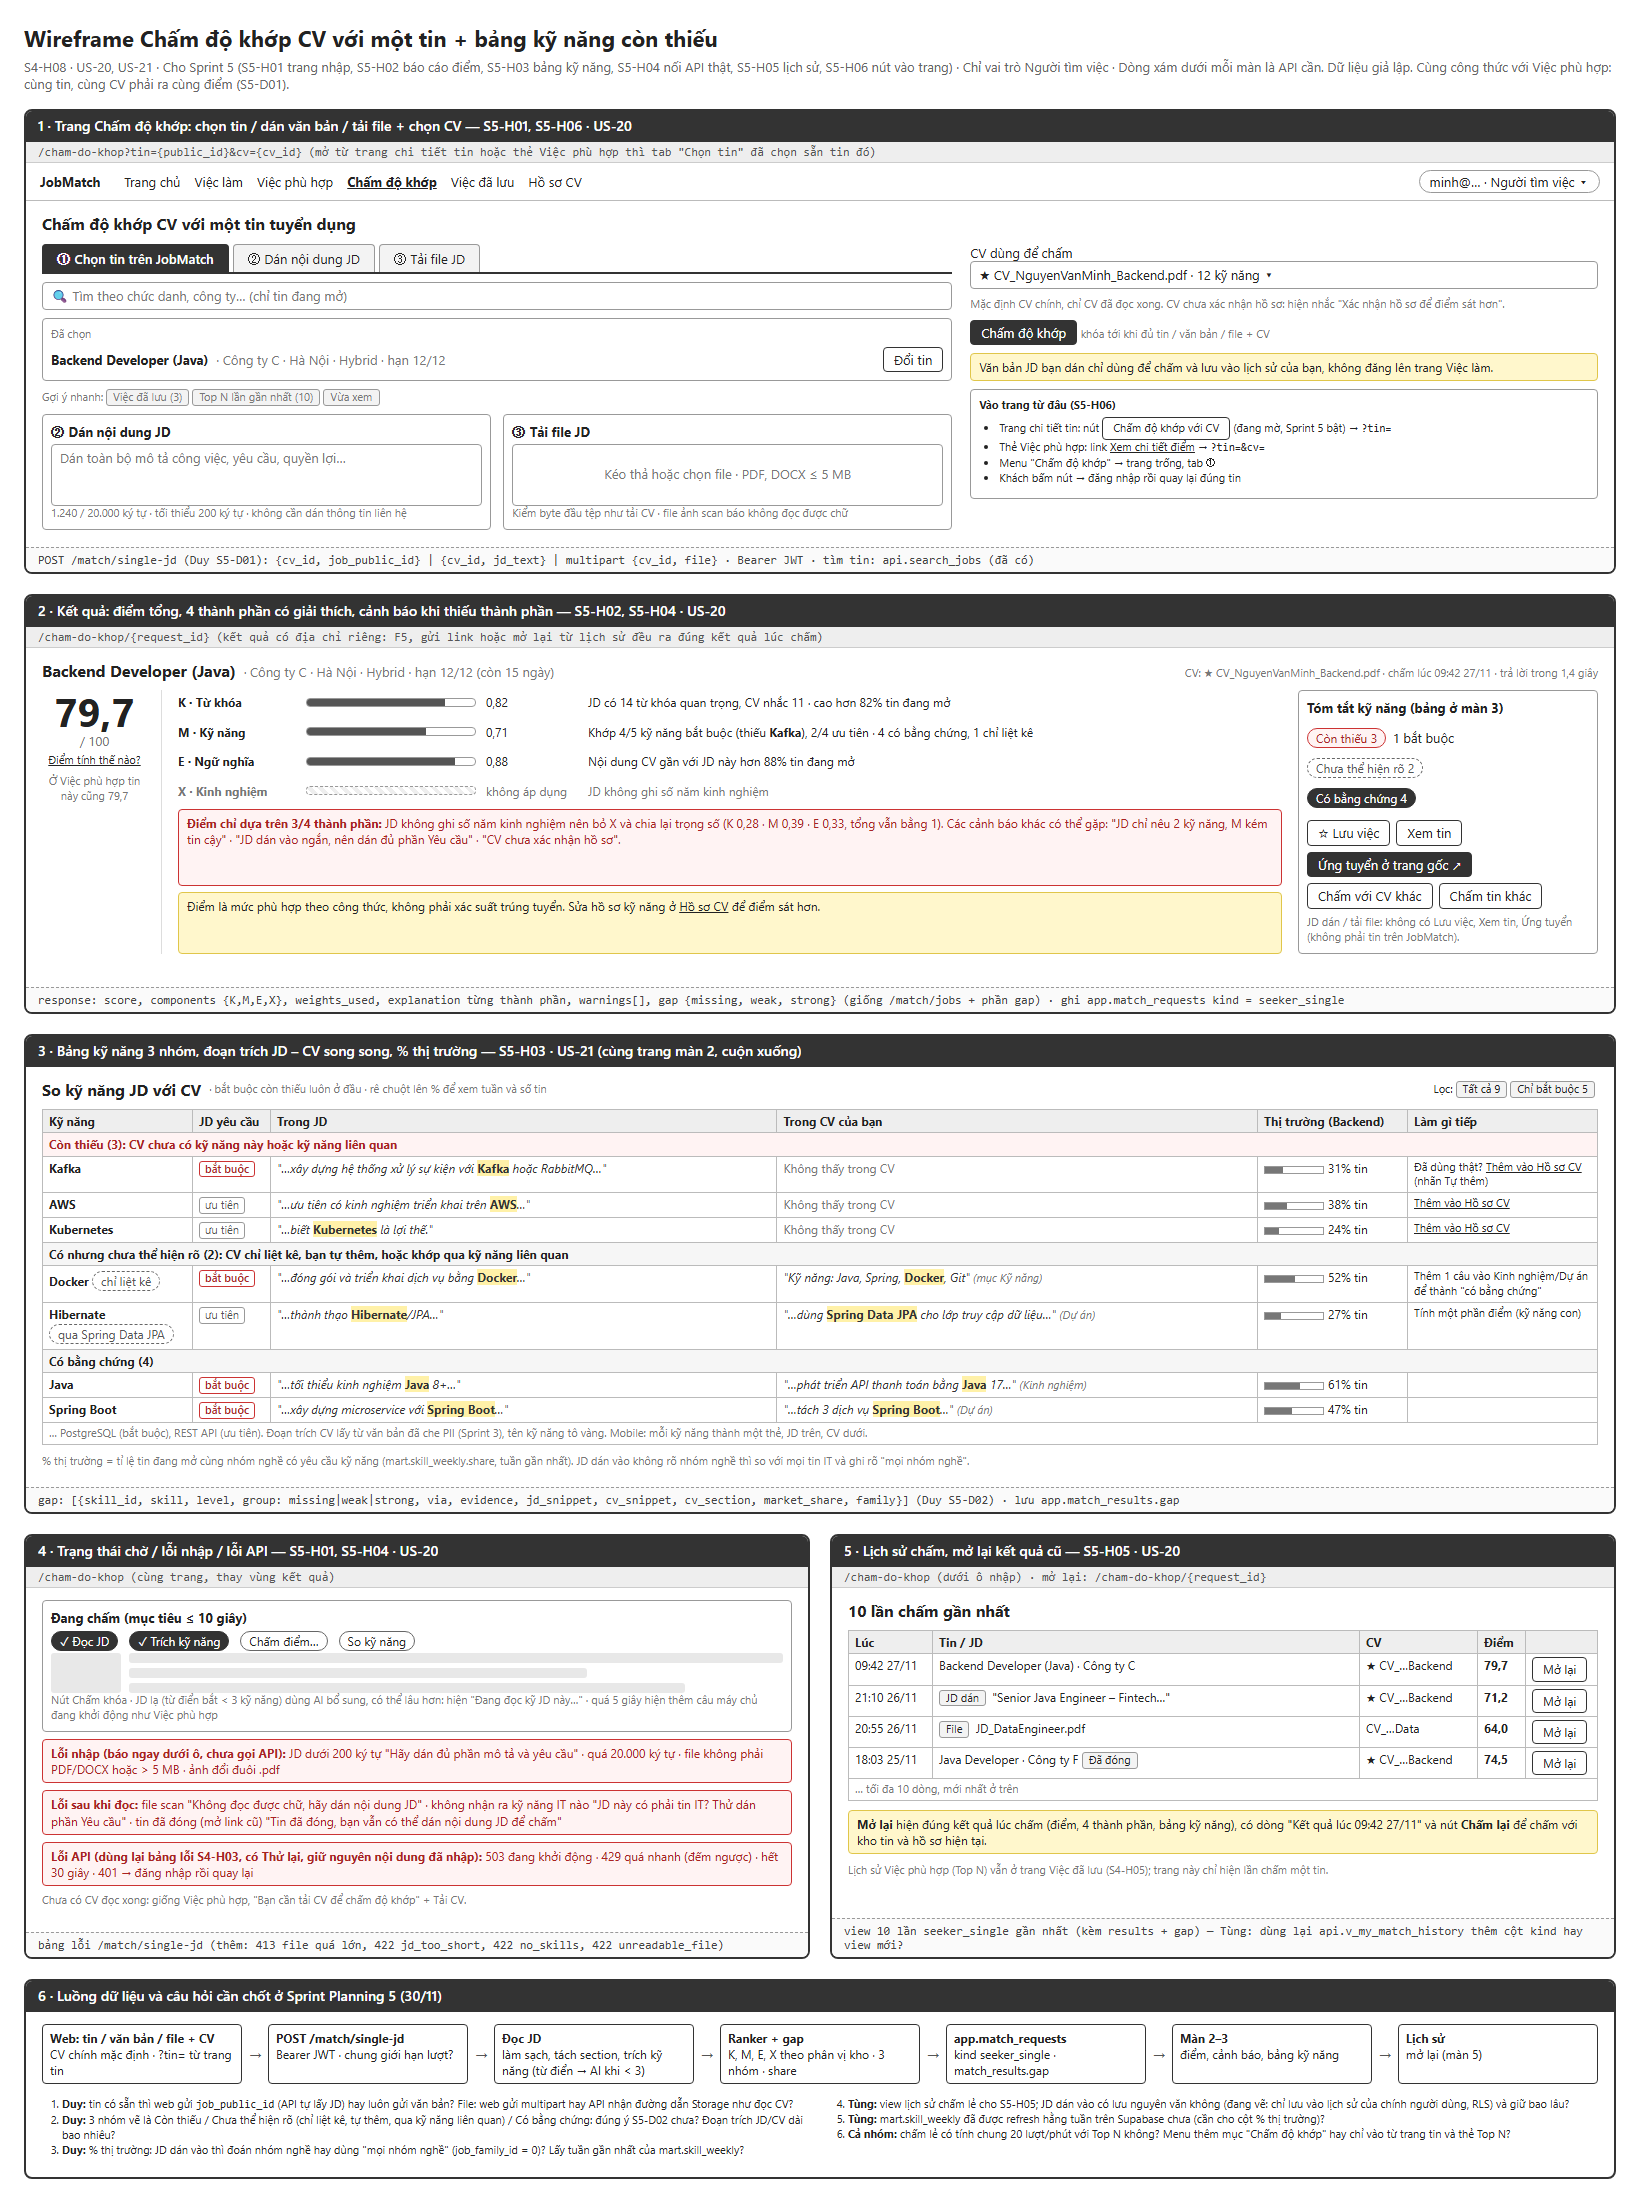 Wireframe Chấm độ khớp CV với một tin + bảng kỹ năng còn thiếu
S4-H08 · US-20, US-21 · Cho Sprint 5 (S5-H01 trang nhập, S5-H02 báo cáo điểm, S5-H03 bảng kỹ năng, S5-H04 nối API thật, S5-H05 lịch sử, S5-H06 nút vào trang) · Chỉ vai trò Người tìm việc · Dòng xám dưới mỗi màn là API cần. Dữ liệu giả lập. Cùng công thức với Việc phù hợp:
cùng tin, cùng CV phải ra cùng điểm (S5-D01).
1 · Trang Chấm độ khớp: chọn tin / dán văn bản / tải file + chọn CV — S5-H01, S5-H06 · US-20
/cham-do-khop?tin={public_id}&cv={cv_id} (mở từ trang chi tiết tin hoặc thẻ Việc phù hợp thì tab "Chọn tin" đã chọn sẵn tin đó)
JobMatch Trang chủ Việc làm Việc phù hợp Chấm độ khớp Việc đã lưu Hồ sơ CV minh@... · Người tìm việc ▾
Chấm độ khớp CV với một tin tuyển dụng
① Chọn tin trên JobMatch ② Dán nội dung JD ③ Tải file JD
🔍 Tìm theo chức danh, công ty... (chỉ tin đang mở)
Đã chọn
Backend Developer (Java) · Công ty C · Hà Nội · Hybrid · hạn 12/12 Đổi tin
Gợi ý nhanh: Việc đã lưu (3) Top N lần gần nhất (10) Vừa xem
② Dán nội dung JD
Dán toàn bộ mô tả công việc, yêu cầu, quyền lợi...
1.240 / 20.000 ký tự · tối thiểu 200 ký tự · không cần dán thông tin liên hệ
③ Tải file JD
Kéo thả hoặc chọn file · PDF, DOCX ≤ 5 MB
Kiểm byte đầu tệp như tải CV · file ảnh scan báo không đọc được chữ
CV dùng để chấm
★ CV_NguyenVanMinh_Backend.pdf · 12 kỹ năng ▾
Mặc định CV chính, chỉ CV đã đọc xong. CV chưa xác nhận hồ sơ: hiện nhắc "Xác nhận hồ sơ để điểm sát hơn".
Chấm độ khớp khóa tới khi đủ tin / văn bản / file + CV
Văn bản JD bạn dán chỉ dùng để chấm và lưu vào lịch sử của bạn, không đăng lên trang Việc làm.
Vào trang từ đâu (S5-H06)
• Trang chi tiết tin: nút Chấm độ khớp với CV (đang mờ, Sprint 5 bật) → ?tin=
• Thẻ Việc phù hợp: link Xem chi tiết điểm → ?tin=&cv=
• Menu "Chấm độ khớp" → trang trống, tab ①
• Khách bấm nút → đăng nhập rồi quay lại đúng tin
POST /match/single-jd (Duy S5-D01): {cv_id, job_public_id} | {cv_id, jd_text} | multipart {cv_id, file} · Bearer JWT · tìm tin: api.search_jobs (đã có)
2 · Kết quả: điểm tổng, 4 thành phần có giải thích, cảnh báo khi thiếu thành phần — S5-H02, S5-H04 · US-20
/cham-do-khop/{request_id} (kết quả có địa chỉ riêng: F5, gửi link hoặc mở lại từ lịch sử đều ra đúng kết quả lúc chấm)
Backend Developer (Java) · Công ty C · Hà Nội · Hybrid · hạn 12/12 (còn 15 ngày) CV: ★ CV_NguyenVanMinh_Backend.pdf · chấm lúc 09:42 27/11 · trả lời trong 1,4 giây
79,7
/ 100
Điểm tính thế nào?
Ở Việc phù hợp tin
này cũng 79,7
K · Từ khóa 0,82 JD có 14 từ khóa quan trọng, CV nhắc 11 · cao hơn 82% tin đang mở
M · Kỹ năng 0,71 Khớp 4/5 kỹ năng bắt buộc (thiếu Kafka), 2/4 ưu tiên · 4 có bằng chứng, 1 chỉ liệt kê
E · Ngữ nghĩa 0,88 Nội dung CV gần với JD này hơn 88% tin đang mở
X · Kinh nghiệm không áp dụng JD không ghi số năm kinh nghiệm
Điểm chỉ dựa trên 3/4 thành phần: JD không ghi số năm kinh nghiệm nên bỏ X và chia lại trọng số (K 0,28 · M 0,39 · E 0,33, tổng vẫn bằng 1). Các cảnh báo khác có thể gặp: "JD chỉ nêu 2 kỹ năng, M kém
tin cậy" · "JD dán vào ngắn, nên dán đủ phần Yêu cầu" · "CV chưa xác nhận hồ sơ".
Điểm là mức phù hợp theo công thức, không phải xác suất trúng tuyển. Sửa hồ sơ kỹ năng ở Hồ sơ CV để điểm sát hơn.
Tóm tắt kỹ năng (bảng ở màn 3)
Còn thiếu 3 1 bắt buộc
Chưa thể hiện rõ 2
Có bằng chứng 4
☆ Lưu việc Xem tin
Ứng tuyển ở trang gốc ↗
Chấm với CV khác Chấm tin khác
JD dán / tải file: không có Lưu việc, Xem tin, Ứng tuyển
(không phải tin trên JobMatch).
response: score, components {K,M,E,X}, weights_used, explanation từng thành phần, warnings[], gap {missing, weak, strong} (giống /match/jobs + phần gap) · ghi app.match_requests kind = seeker_single
3 · Bảng kỹ năng 3 nhóm, đoạn trích JD – CV song song, % thị trường — S5-H03 · US-21 (cùng trang màn 2, cuộn xuống)
So kỹ năng JD với CV · bắt buộc còn thiếu luôn ở đầu · rê chuột lên % để xem tuần và số tin Lọc: Tất cả 9 Chỉ bắt buộc 5
Kỹ năng JD yêu cầu Trong JD Trong CV của bạn Thị trường (Backend) Làm gì tiếp
Còn thiếu (3): CV chưa có kỹ năng này hoặc kỹ năng liên quan
Kafka bắt buộc "...xây dựng hệ thống xử lý sự kiện với Kafka hoặc RabbitMQ..." Không thấy trong CV 31% tin Đã dùng thật? Thêm vào Hồ sơ CV
(nhãn Tự thêm)
AWS ưu tiên "...ưu tiên có kinh nghiệm triển khai trên AWS..." Không thấy trong CV 38% tin Thêm vào Hồ sơ CV
Kubernetes ưu tiên "...biết Kubernetes là lợi thế." Không thấy trong CV 24% tin Thêm vào Hồ sơ CV
Có nhưng chưa thể hiện rõ (2): CV chỉ liệt kê, bạn tự thêm, hoặc khớp qua kỹ năng liên quan
Docker chỉ liệt kê bắt buộc "...đóng gói và triển khai dịch vụ bằng Docker..." "Kỹ năng: Java, Spring, Docker, Git" (mục Kỹ năng) 52% tin Thêm 1 câu vào Kinh nghiệm/Dự án
để thành "có bằng chứng"
Hibernate ưu tiên "...thành thạo Hibernate/JPA..." "...dùng Spring Data JPA cho lớp truy cập dữ liệu..." (Dự án) 27% tin Tính một phần điểm (kỹ năng con)
qua Spring Data JPA
Có bằng chứng (4)
Java bắt buộc "...tối thiểu kinh nghiệm Java 8+..." "...phát triển API thanh toán bằng Java 17..." (Kinh nghiệm) 61% tin
Spring Boot bắt buộc "...xây dựng microservice với Spring Boot..." "...tách 3 dịch vụ Spring Boot..." (Dự án) 47% tin
... PostgreSQL (bắt buộc), REST API (ưu tiên). Đoạn trích CV lấy từ văn bản đã che PII (Sprint 3), tên kỹ năng tô vàng. Mobile: mỗi kỹ năng thành một thẻ, JD trên, CV dưới.
% thị trường = tỉ lệ tin đang mở cùng nhóm nghề có yêu cầu kỹ năng (mart.skill_weekly.share, tuần gần nhất). JD dán vào không rõ nhóm nghề thì so với mọi tin IT và ghi rõ "mọi nhóm nghề".
gap: [{skill_id, skill, level, group: missing|weak|strong, via, evidence, jd_snippet, cv_snippet, cv_section, market_share, family}] (Duy S5-D02) · lưu app.match_results.gap
4 · Trạng thái chờ / lỗi nhập / lỗi API — S5-H01, S5-H04 · US-20
/cham-do-khop (cùng trang, thay vùng kết quả)
Đang chấm (mục tiêu ≤ 10 giây)
✓ Đọc JD ✓ Trích kỹ năng Chấm điểm... So kỹ năng
Nút Chấm khóa · JD lạ (từ điển bắt < 3 kỹ năng) dùng AI bổ sung, có thể lâu hơn: hiện "Đang đọc kỹ JD này..." · quá 5 giây hiện thêm câu máy chủ
đang khởi động như Việc phù hợp
Lỗi nhập (báo ngay dưới ô, chưa gọi API): JD dưới 200 ký tự "Hãy dán đủ phần mô tả và yêu cầu" · quá 20.000 ký tự · file không phải
PDF/DOCX hoặc > 5 MB · ảnh đổi đuôi .pdf
Lỗi sau khi đọc: file scan "Không đọc được chữ, hãy dán nội dung JD" · không nhận ra kỹ năng IT nào "JD này có phải tin IT? Thử dán
phần Yêu cầu" · tin đã đóng (mở link cũ) "Tin đã đóng, bạn vẫn có thể dán nội dung JD để chấm"
Lỗi API (dùng lại bảng lỗi S4-H03, có Thử lại, giữ nguyên nội dung đã nhập): 503 đang khởi động · 429 quá nhanh (đếm ngược) · hết
30 giây · 401 → đăng nhập rồi quay lại
Chưa có CV đọc xong: giống Việc phù hợp, "Bạn cần tải CV để chấm độ khớp" + Tải CV.
bảng lỗi /match/single-jd (thêm: 413 file quá lớn, 422 jd_too_short, 422 no_skills, 422 unreadable_file)
5 · Lịch sử chấm, mở lại kết quả cũ — S5-H05 · US-20
/cham-do-khop (dưới ô nhập) · mở lại: /cham-do-khop/{request_id}
10 lần chấm gần nhất
Lúc Tin / JD CV Điểm
09:42 27/11 Backend Developer (Java) · Công ty C ★ CV_...Backend 79,7 Mở lại
21:10 26/11 JD dán "Senior Java Engineer – Fintech..." ★ CV_...Backend 71,2 Mở lại
20:55 26/11 File JD_DataEngineer.pdf CV_...Data 64,0 Mở lại
18:03 25/11 Java Developer · Công ty F Đã đóng ★ CV_...Backend 74,5 Mở lại
... tối đa 10 dòng, mới nhất ở trên
Mở lại hiện đúng kết quả lúc chấm (điểm, 4 thành phần, bảng kỹ năng), có dòng "Kết quả lúc 09:42 27/11" và nút Chấm lại để chấm với
kho tin và hồ sơ hiện tại.
Lịch sử Việc phù hợp (Top N) vẫn ở trang Việc đã lưu (S4-H05); trang này chỉ hiện lần chấm một tin.
view 10 lần seeker_single gần nhất (kèm results + gap) — Tùng: dùng lại api.v_my_match_history thêm cột kind hay
view mới?
6 · Luồng dữ liệu và câu hỏi cần chốt ở Sprint Planning 5 (30/11)
Web: tin / văn bản / file + CV
CV chính mặc định · ?tin= từ trang
tin
→
POST /match/single-jd
Bearer JWT · chung giới hạn lượt?
→
Đọc JD
làm sạch, tách section, trích kỹ
năng (từ điển → AI khi < 3)
→
Ranker + gap
K, M, E, X theo phân vị kho · 3
nhóm · share
→
app.match_requests
kind seeker_single ·
match_results.gap
→
Màn 2–3
điểm, cảnh báo, bảng kỹ năng
→
Lịch sử
mở lại (màn 5)
1. Duy: tin có sẵn thì web gửi job_public_id (API tự lấy JD) hay luôn gửi văn bản? File: web gửi multipart hay API nhận đường dẫn Storage như đọc CV?
2. Duy: 3 nhóm vẽ là Còn thiếu / Chưa thể hiện rõ (chỉ liệt kê, tự thêm, qua kỹ năng liên quan) / Có bằng chứng: đúng ý S5-D02 chưa? Đoạn trích JD/CV dài
bao nhiêu?
3. Duy: % thị trường: JD dán vào thì đoán nhóm nghề hay dùng "mọi nhóm nghề" (job_family_id = 0)? Lấy tuần gần nhất của mart.skill_weekly?
4. Tùng: view lịch sử chấm lẻ cho S5-H05; JD dán vào có lưu nguyên văn không (đang vẽ: chỉ lưu vào lịch sử của chính người dùng, RLS) và giữ bao lâu?
5. Tùng: mart.skill_weekly đã được refresh hằng tuần trên Supabase chưa (cần cho cột % thị trường)?
6. Cả nhóm: chấm lẻ có tính chung 20 lượt/phút với Top N không? Menu thêm mục "Chấm độ khớp" hay chỉ vào từ trang tin và thẻ Top N?